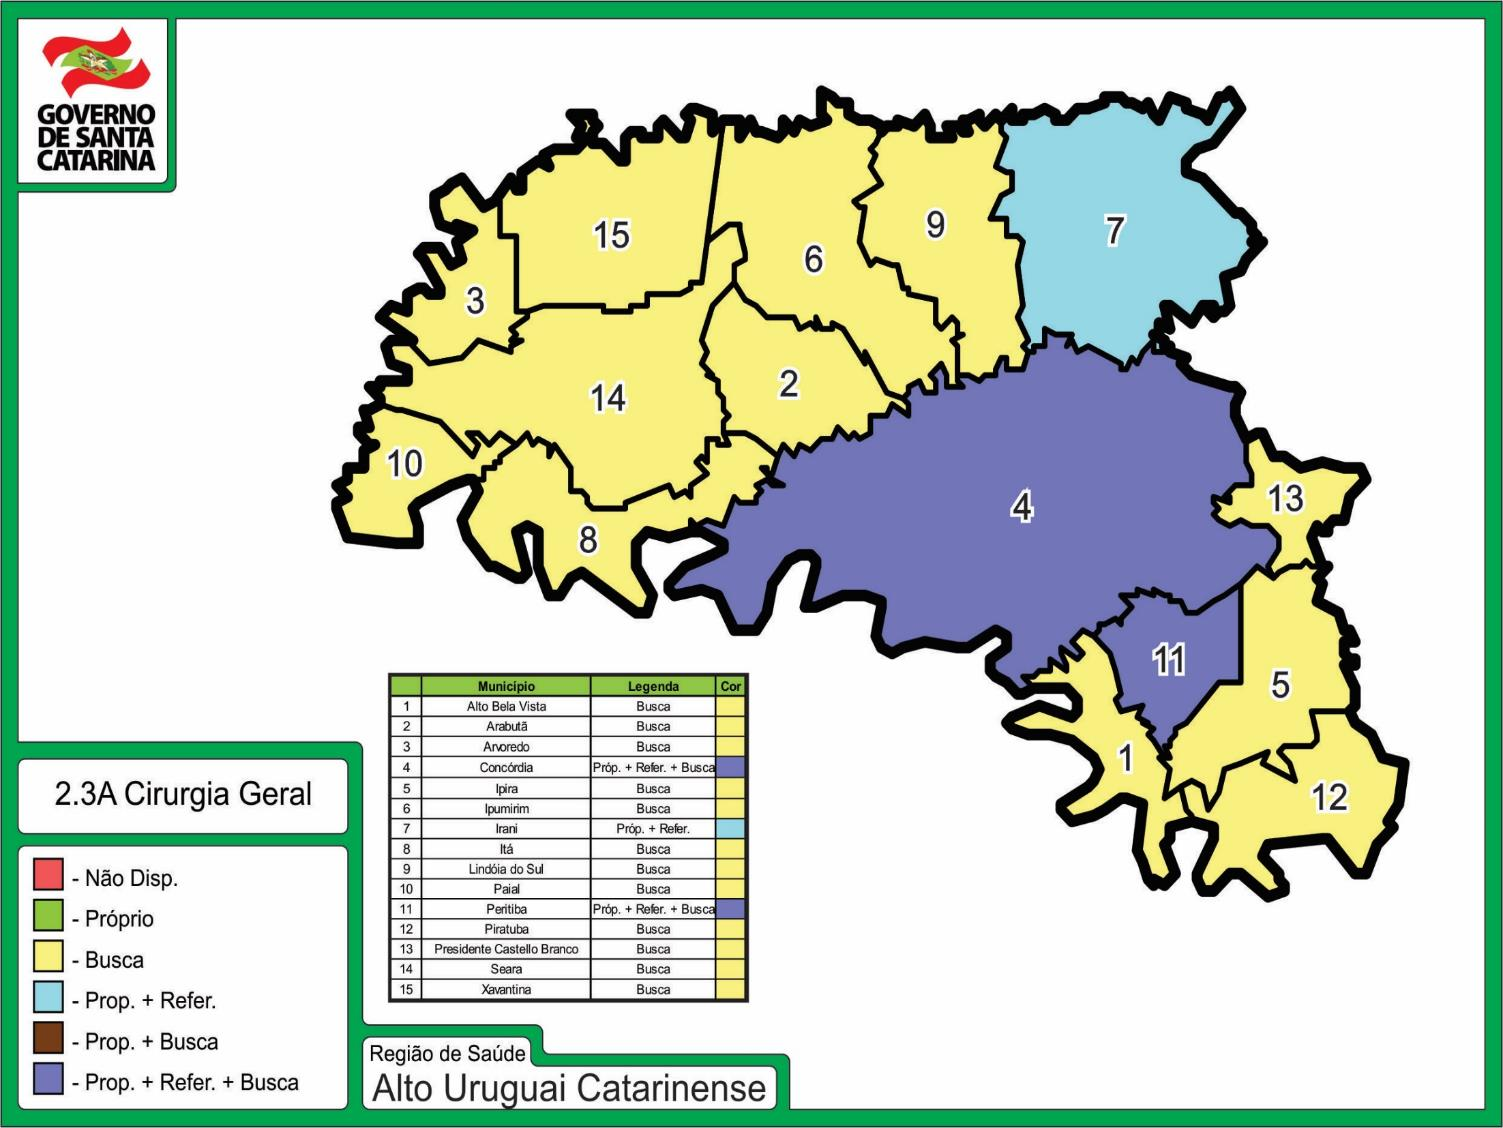 GOVERNO
DE SANTA
CATARINA
15
9
7
6
3
2
14
10
4
13
8
11
5
1
12
Município Legenda Cor
1 Alto Bela Vista Busca
2 Arabutã Busca
3 Arvoredo Busca
4 Concórdia Próp. + Refer. + Busca
5 Ipira Busca
6 Ipumirim Busca
7 Irani Próp. + Refer.
8 Itá Busca
9 Lindóia do Sul Busca
10 Paial Busca
11 Peritiba Próp. + Refer. + Busca
12 Piratuba Busca
13 Presidente Castello Branco Busca
14 Seara Busca
15 Xavantina Busca
2.3A Cirurgia Geral
- Não Disp.
- Próprio
- Busca
- Prop. + Refer.
- Prop. + Busca
- Prop. + Refer. + Busca
Região de Saúde
Alto Uruguai Catarinense